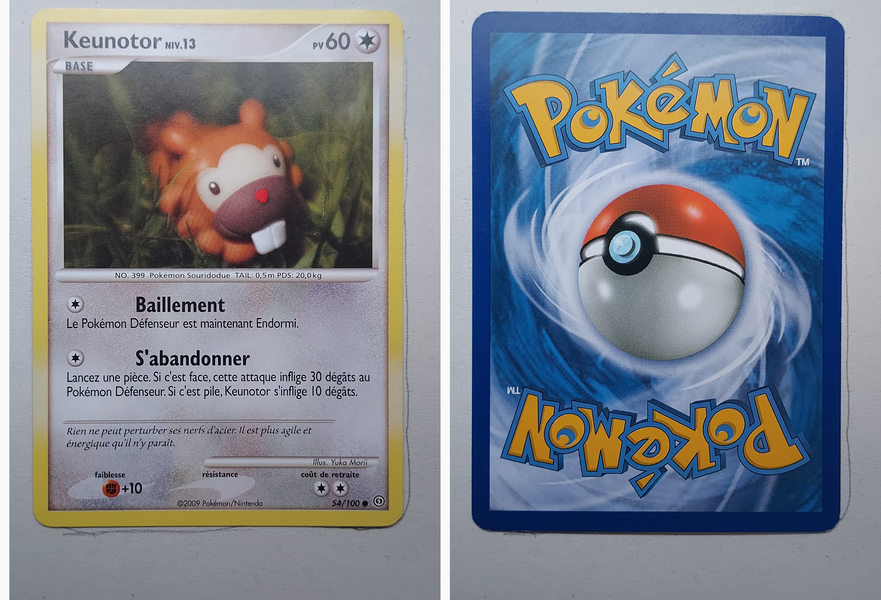 Keunotor NIV.13
PV 60
BASE
NO. 399 Pokémon Souridodue TAIL: 0,5m PDS: 20,0kg
Baillement
Le Pokémon Défenseur est maintenant Endormi.
S'abandonner
Lancez une pièce. Si c'est face, cette attaque inflige 30 dégâts au
Pokémon Défenseur. Si c'est pile, Keunotor s'inflige 10 dégâts.
Rien ne peut perturber ses nerfs d'acier. Il est plus agile et
énergique qu'il n'y paraît.
Illus. Yuka Morii
faiblesse résistance coût de retraite
+10
©2009 Pokémon/Nintendo 54/100
POKéMON
TM
TM
POKéMON